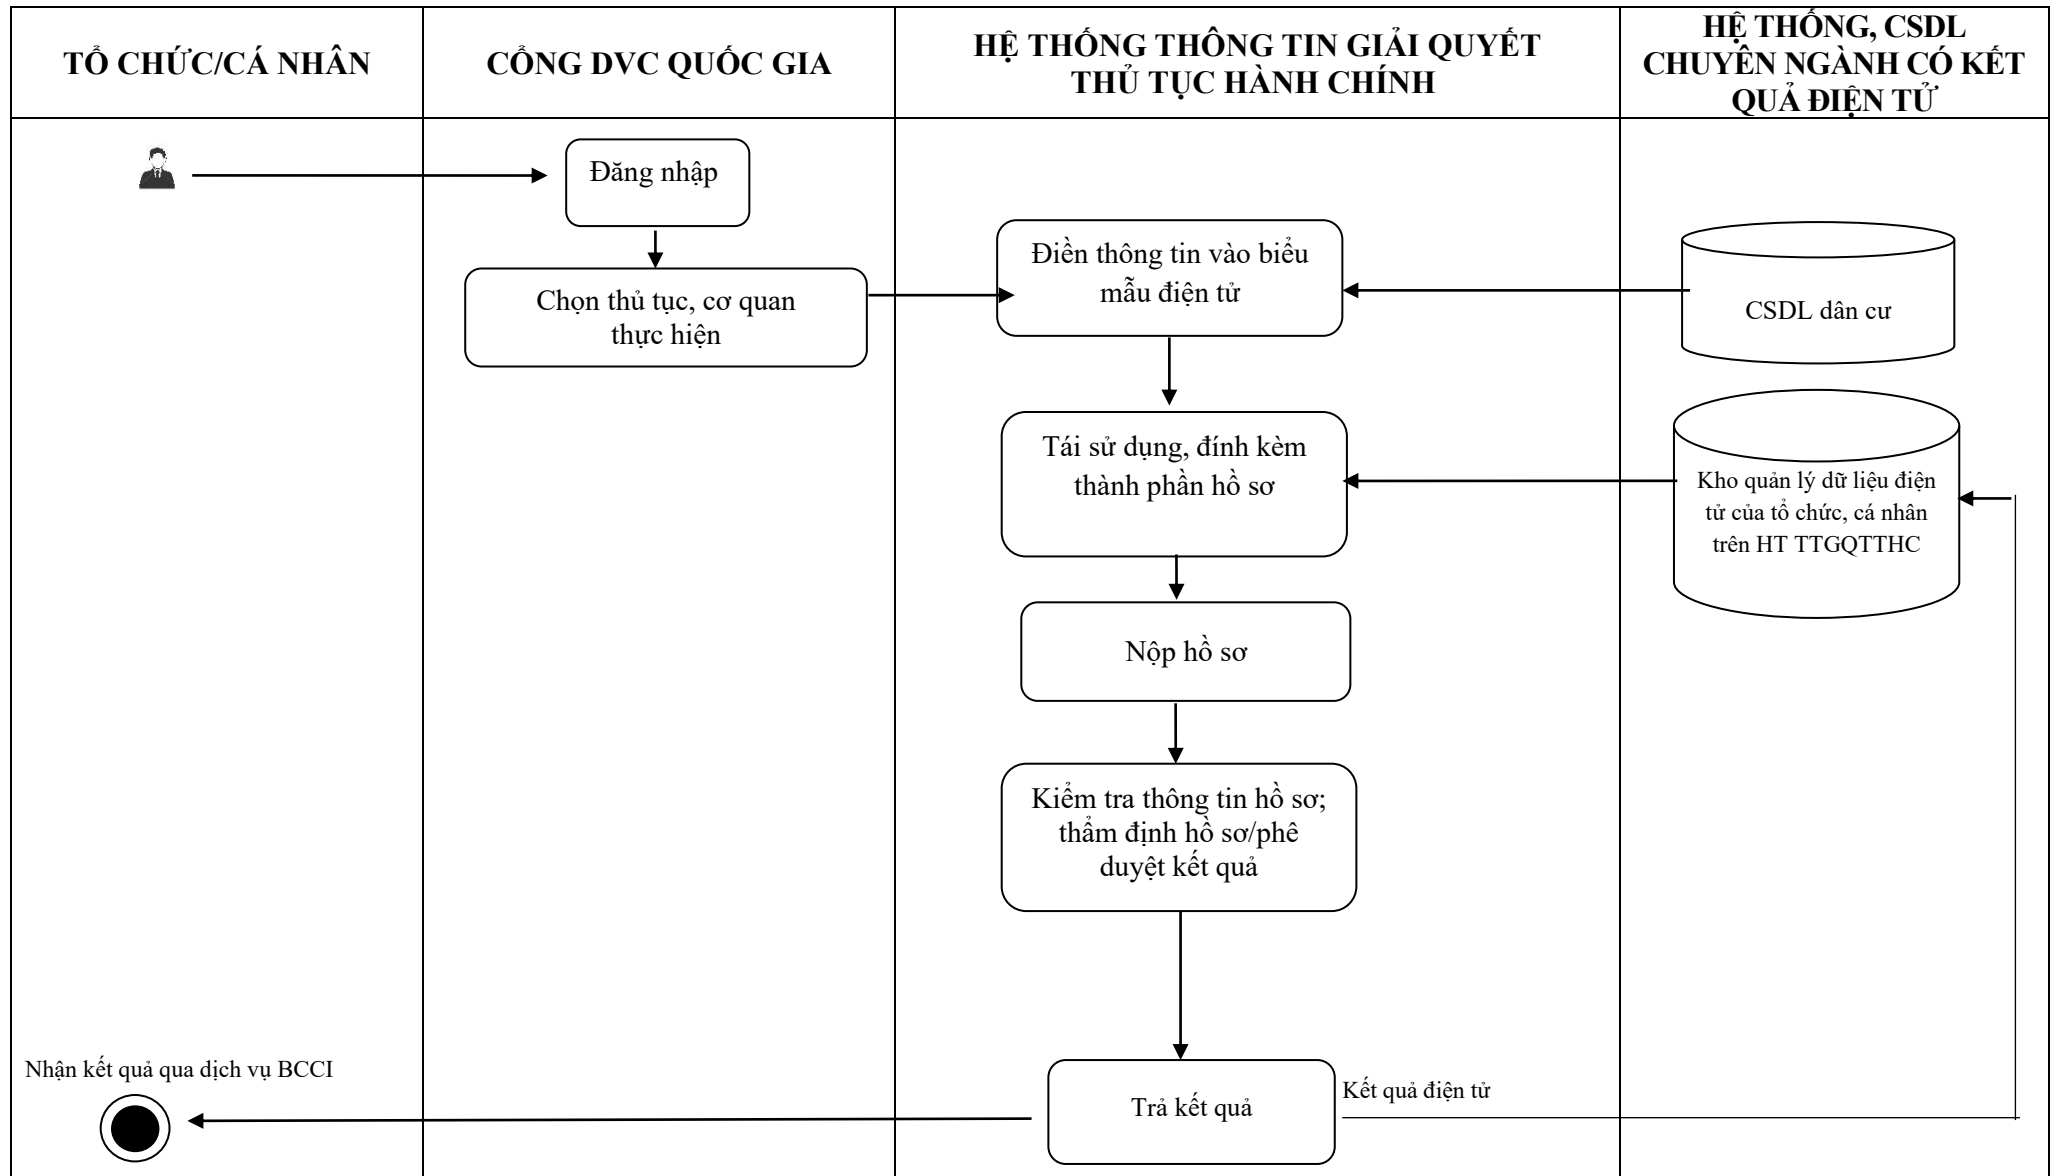 TỔ CHỨC/CÁ NHÂN
CỔNG DVC QUỐC GIA
HỆ THỐNG THÔNG TIN GIẢI QUYẾT
THỦ TỤC HÀNH CHÍNH
HỆ THỐNG, CSDL
CHUYÊN NGÀNH CÓ KẾT
QUẢ ĐIỆN TỬ
Đăng nhập
Chọn thủ tục, cơ quan
thực hiện
Điền thông tin vào biểu
mẫu điện tử
CSDL dân cư
Tái sử dụng, đính kèm
thành phần hồ sơ
Kho quản lý dữ liệu điện
tử của tổ chức, cá nhân
trên HT TTGQTTHC
Nộp hồ sơ
Kiểm tra thông tin hồ sơ;
thẩm định hồ sơ/phê
duyệt kết quả
Nhận kết quả qua dịch vụ BCCI
Trả kết quả
Kết quả điện tử